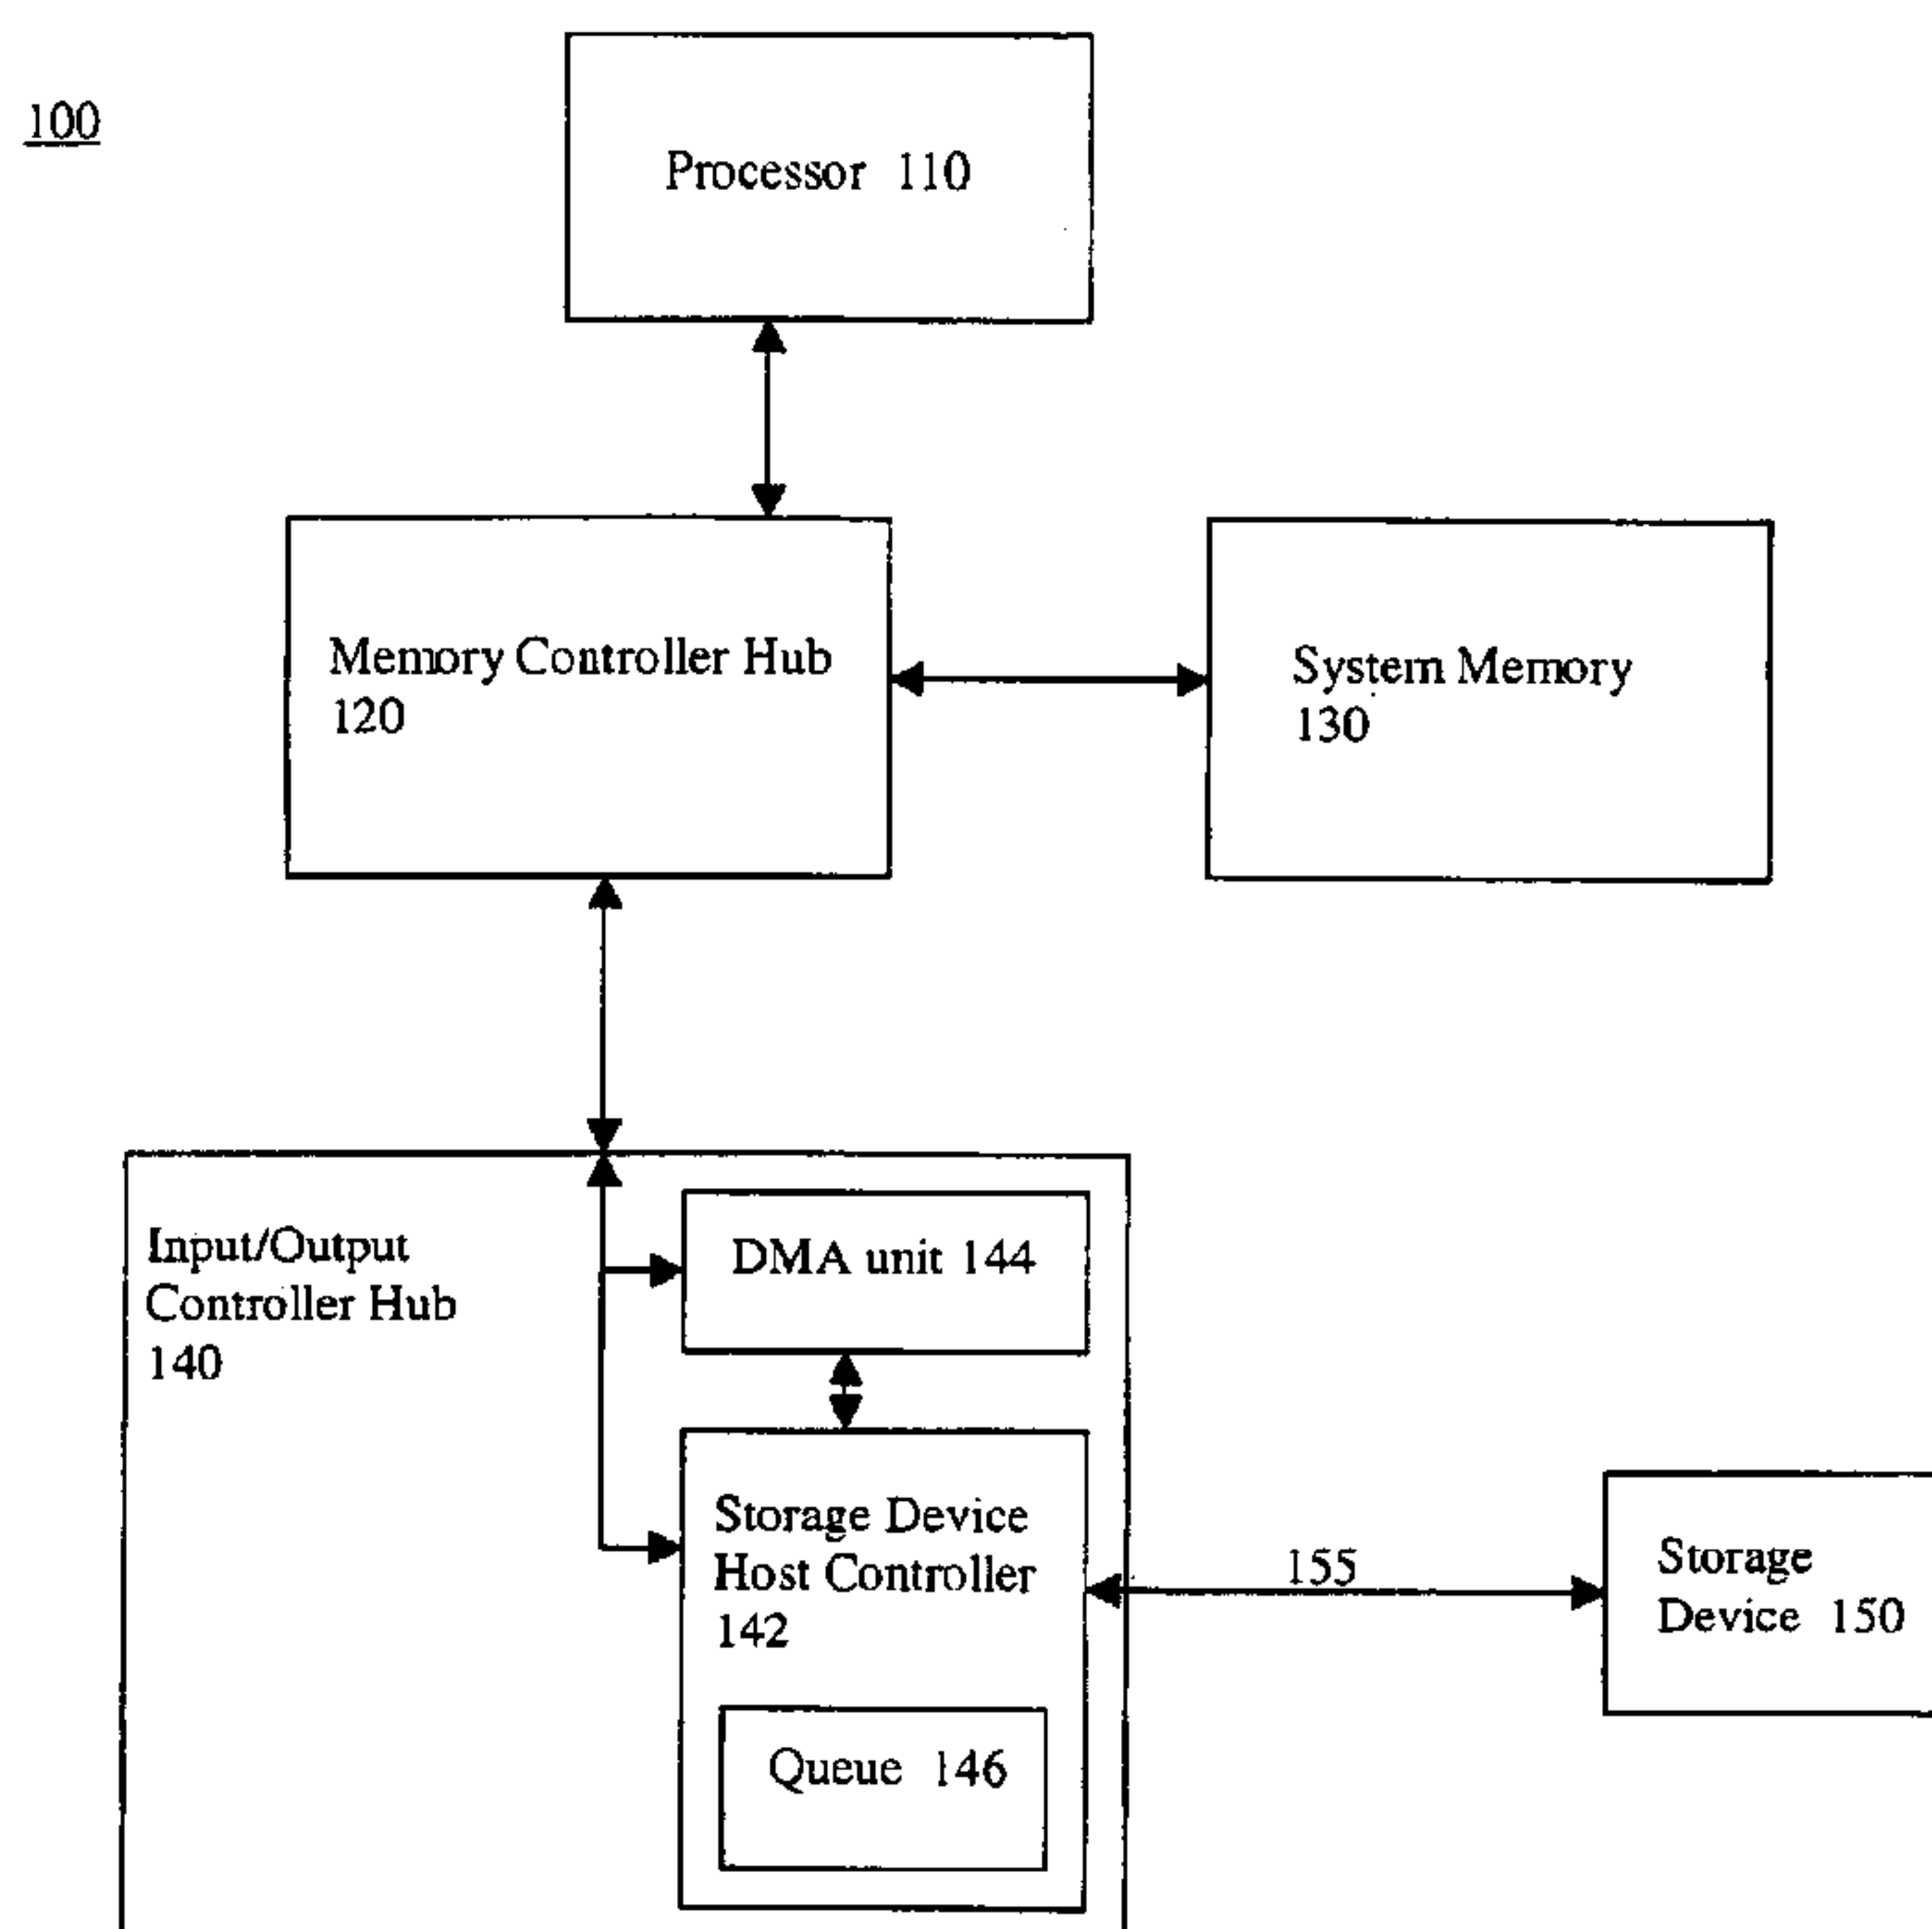 100
Processor 110
Memory Controller Hub
120
System Memory
130
Input/Output
Controller Hub
140
DMA unit 144
Storage Device
Host Controller
142
155
Storage
Device 150
Queue 146